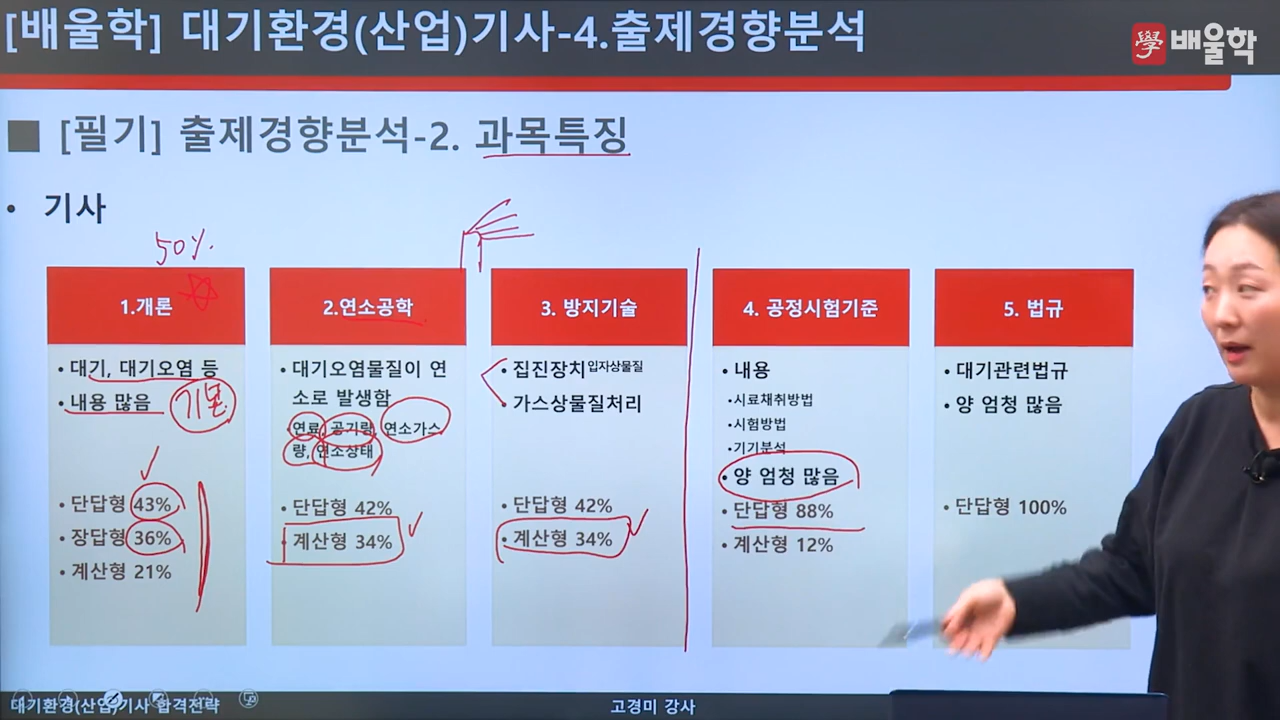 [배울학] 대기환경(산업)기사-4.출제경향분석
學 배울학
■ [필기] 출제경향분석-2. 과목특징
• 기사
50%
1.개론
• 대기, 대기오염 등
• 내용 많음
기본
• 단답형 43%
• 장답형 36%
• 계산형 21%
2.연소공학
• 대기오염물질이 연
소로 발생함
연료, 공기량, 연소가스
량, 연소상태
• 단답형 42%
• 계산형 34%
3. 방지기술
• 집진장치 입자상물질
• 가스상물질처리
• 단답형 42%
• 계산형 34%
4. 공정시험기준
• 내용
• 시료채취방법
• 시험방법
• 기기분석
• 양 엄청 많음
• 단답형 88%
• 계산형 12%
5. 법규
• 대기관련법규
• 양 엄청 많음
• 단답형 100%
대기환경(산업)기사 합격전략
고경미 강사